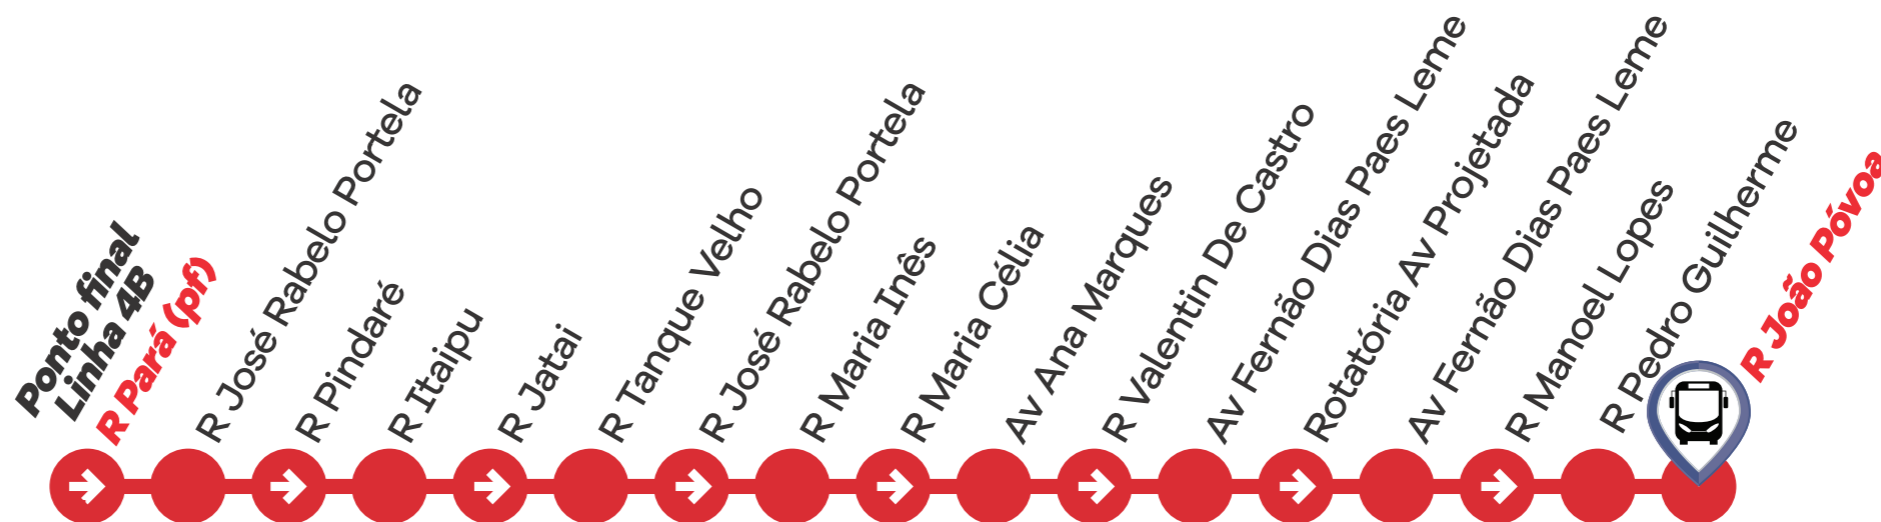 Ponto final
Linha 4B
R Pará (pf)
R José Rabelo Portela
R Pindaré
R Itaipu
R Jatai
R Tanque Velho
R José Rabelo Portela
R Maria Inês
R Maria Célia
Av Ana Marques
R Valentin De Castro
Av Fernão Dias Paes Leme
Rotatória Av Projetada
Av Fernão Dias Paes Leme
R Manoel Lopes
R Pedro Guilherme
R João Póvoa